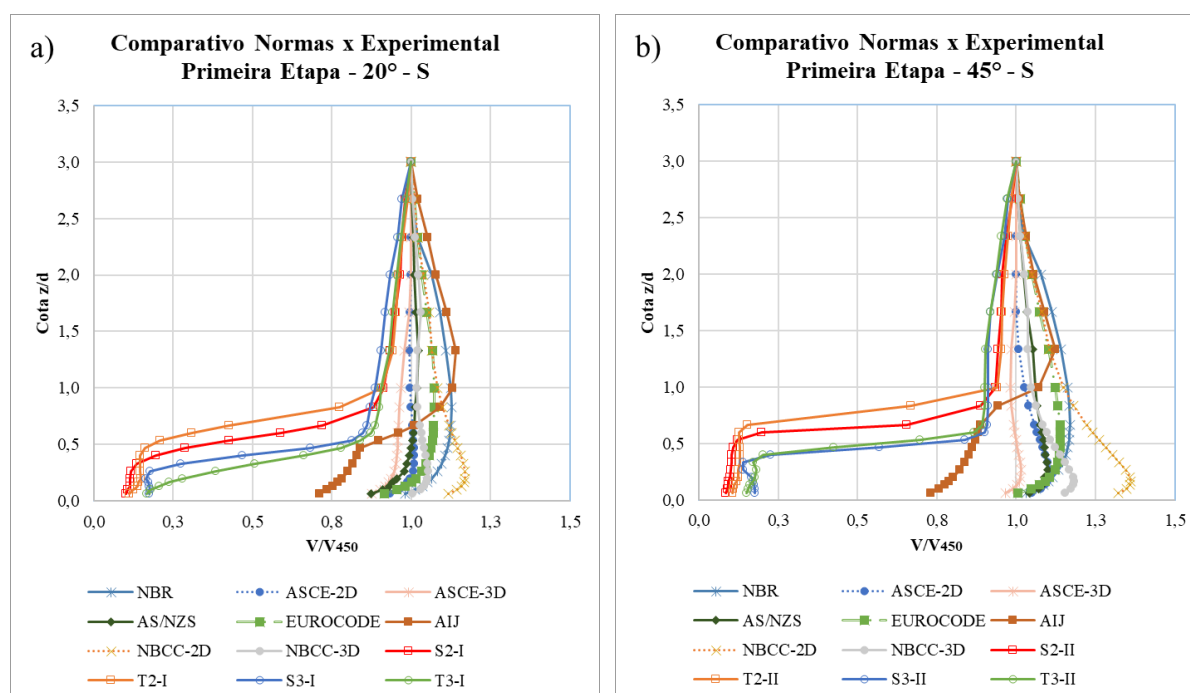 a)
Comparativo Normas x Experimental
Primeira Etapa - 20° - S
3,5
3,0
2,5
2,0
1,5
1,0
0,5
0,0
Cota z/d
0,0 0,3 0,5 0,8 1,0 1,3 1,5
V/V450
NBR ASCE-2D ASCE-3D
AS/NZS EUROCODE AIJ
NBCC-2D NBCC-3D S2-I
T2-I S3-I T3-I
b)
Comparativo Normas x Experimental
Primeira Etapa - 45° - S
3,5
3,0
2,5
2,0
1,5
1,0
0,5
0,0
Cota z/d
0,0 0,3 0,5 0,8 1,0 1,3 1,5
V/V450
NBR ASCE-2D ASCE-3D
AS/NZS EUROCODE AIJ
NBCC-2D NBCC-3D S2-II
T2-II S3-II T3-II